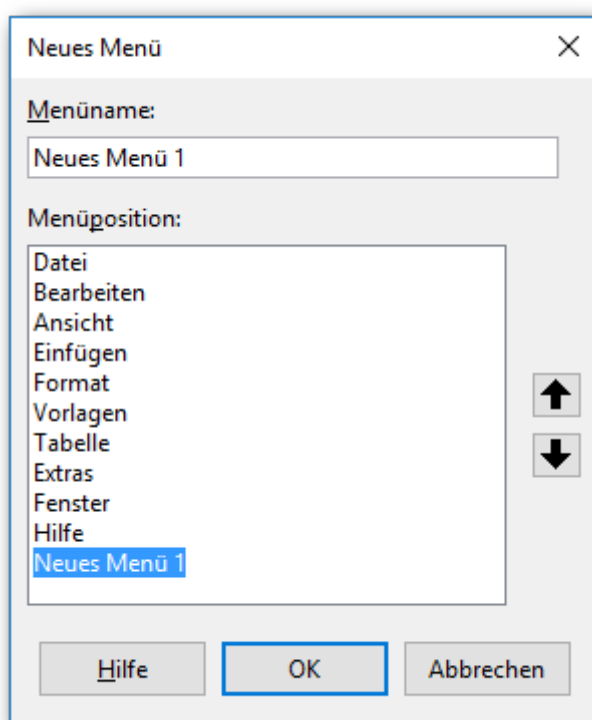 Neues Menü
Menüname:
Neues Menü 1
Menüposition:
Datei
Bearbeiten
Ansicht
Einfügen
Format
Vorlagen
Tabelle
Extras
Fenster
Hilfe
Neues Menü 1
Hilfe OK Abbrechen